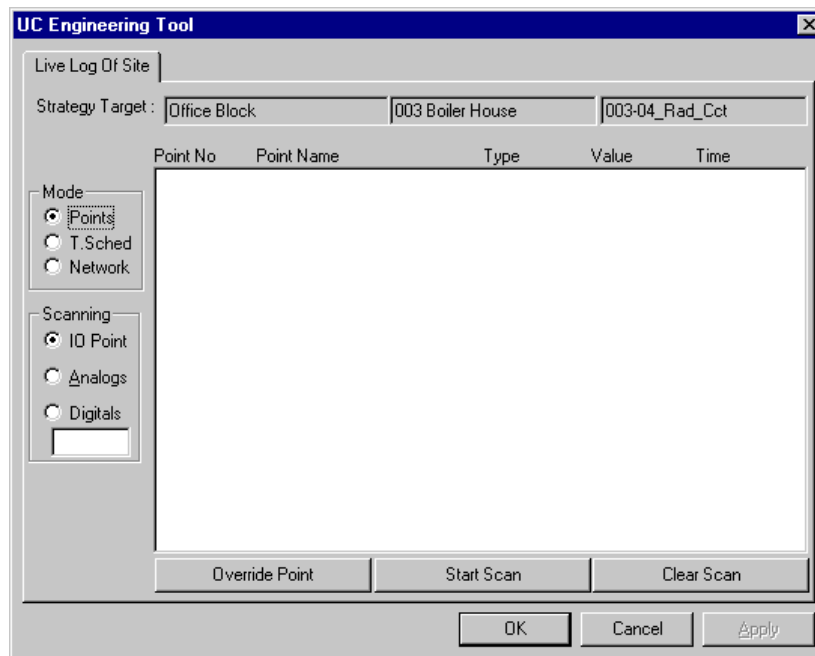 UC Engineering Tool
Live Log Of Site
Strategy Target : Office Block 003 Boiler House 003-04_Rad_Cct
Point No Point Name Type Value Time
Mode
Points
T.Sched
Network
Scanning
IO Point
Analogs
Digitals
Override Point Start Scan Clear Scan
OK Cancel Apply